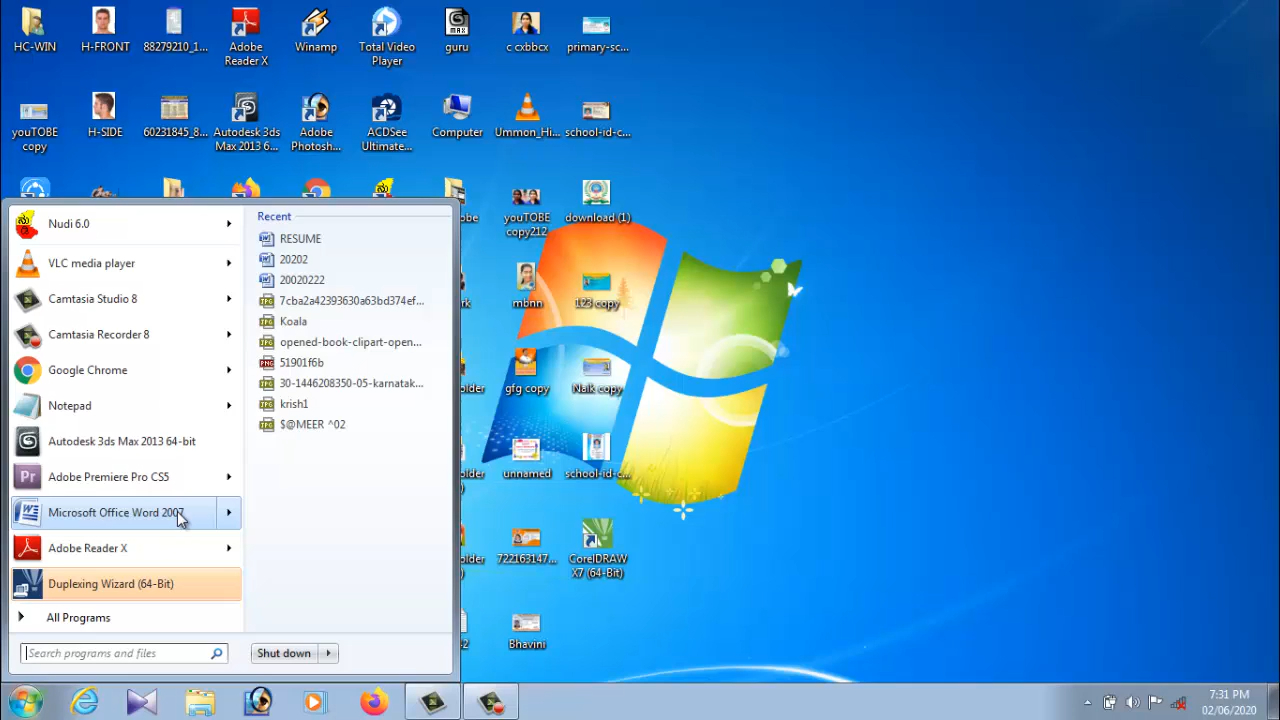 HC-WIN
H-FRONT
88279210_1...
Adobe
Reader X
Winamp
Total Video
Player
guru
c cxbbcx
primary-sc...
youTOBE
copy
H-SIDE
60231845_8...
Autodesk 3ds
Max 2013 6...
Adobe
Photosh...
ACDSee
Ultimate...
Computer
Ummon_Hi...
school-id-c...
youTOBE
copy212
download (1)
mbnn
123 copy
gfg copy
Naik copy
unnamed
school-id-c...
722163147...
CorelDRAW
X7 (64-Bit)
Bhavini
Nudi 6.0
VLC media player
Camtasia Studio 8
Camtasia Recorder 8
Google Chrome
Notepad
Autodesk 3ds Max 2013 64-bit
Adobe Premiere Pro CS5
Microsoft Office Word 2007
Adobe Reader X
Duplexing Wizard (64-Bit)
All Programs
Search programs and files
Recent
RESUME
20202
20020222
7cba2a42393630a63bd374ef...
Koala
opened-book-clipart-open...
51901f6b
30-1446208350-05-karnatak...
krish1
$@MEER ^02
Shut down
7:31 PM
02/06/2020